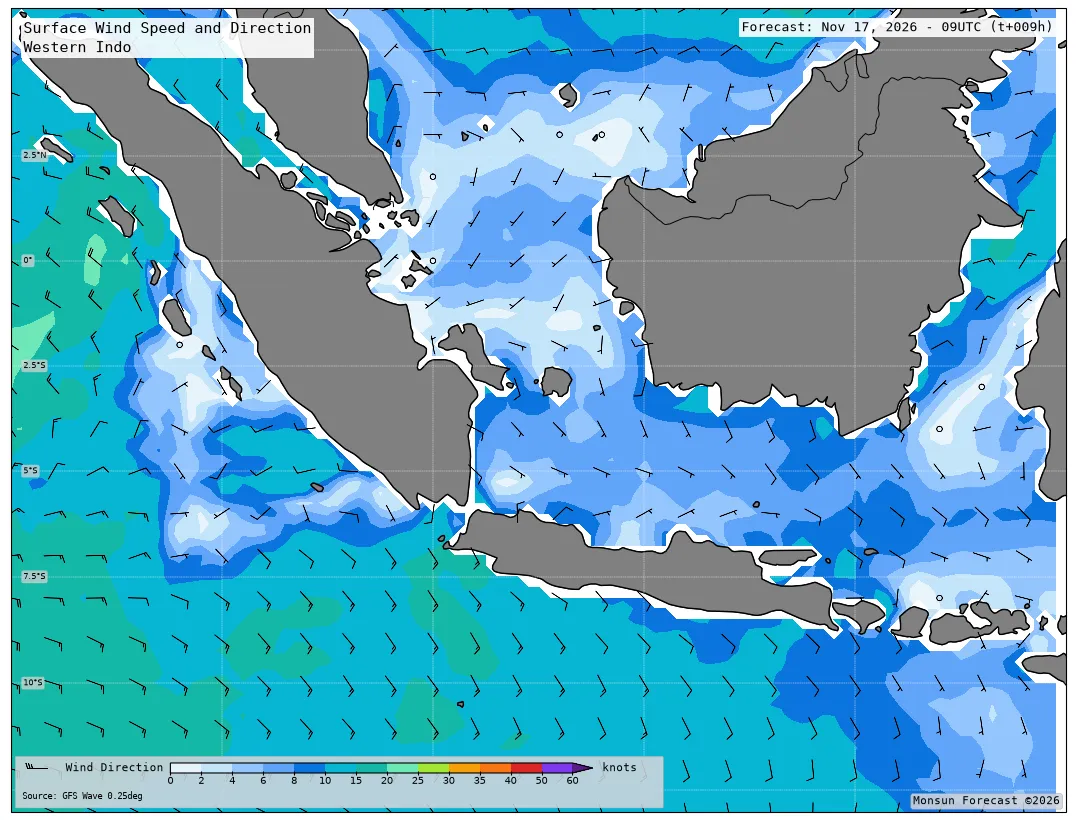 Surface Wind Speed and Direction
Western Indo
Forecast: Nov 17, 2026 - 09UTC (t+009h)
2.5°N
0°
2.5°S
5°S
7.5°S
10°S
Wind Direction
0 2 4 6 8 10 15 20 25 30 35 40 50 60
knots
Source: GFS Wave 0.25deg
Monsun Forecast ©2026